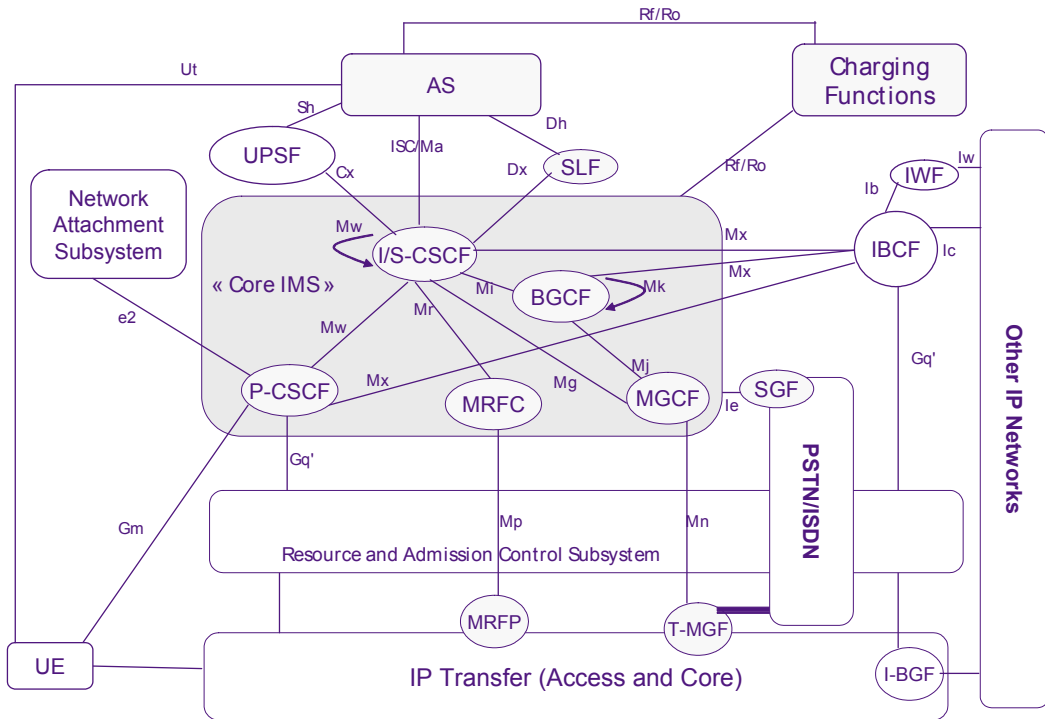 Rf/Ro
Ut
AS
Charging
Functions
Sh
Dh
ISC/Ma
UPSF
Cx
Dx
SLF
Rf/Ro
Iw
IWF
Ib
Network
Attachment
Subsystem
Mw
I/S-CSCF
Mx
IBCF
Ic
« Core IMS »
Mi
BGCF
Mk
Mx
e2
Mw
Mr
Other IP Networks
Gq'
P-CSCF
Mx
Mg
Mj
MRFC
MGCF
Ie
SGF
Gq'
PSTN/ISDN
Gm
Mp
Mn
Resource and Admission Control Subsystem
MRFP
T-MGF
UE
IP Transfer (Access and Core)
I-BGF